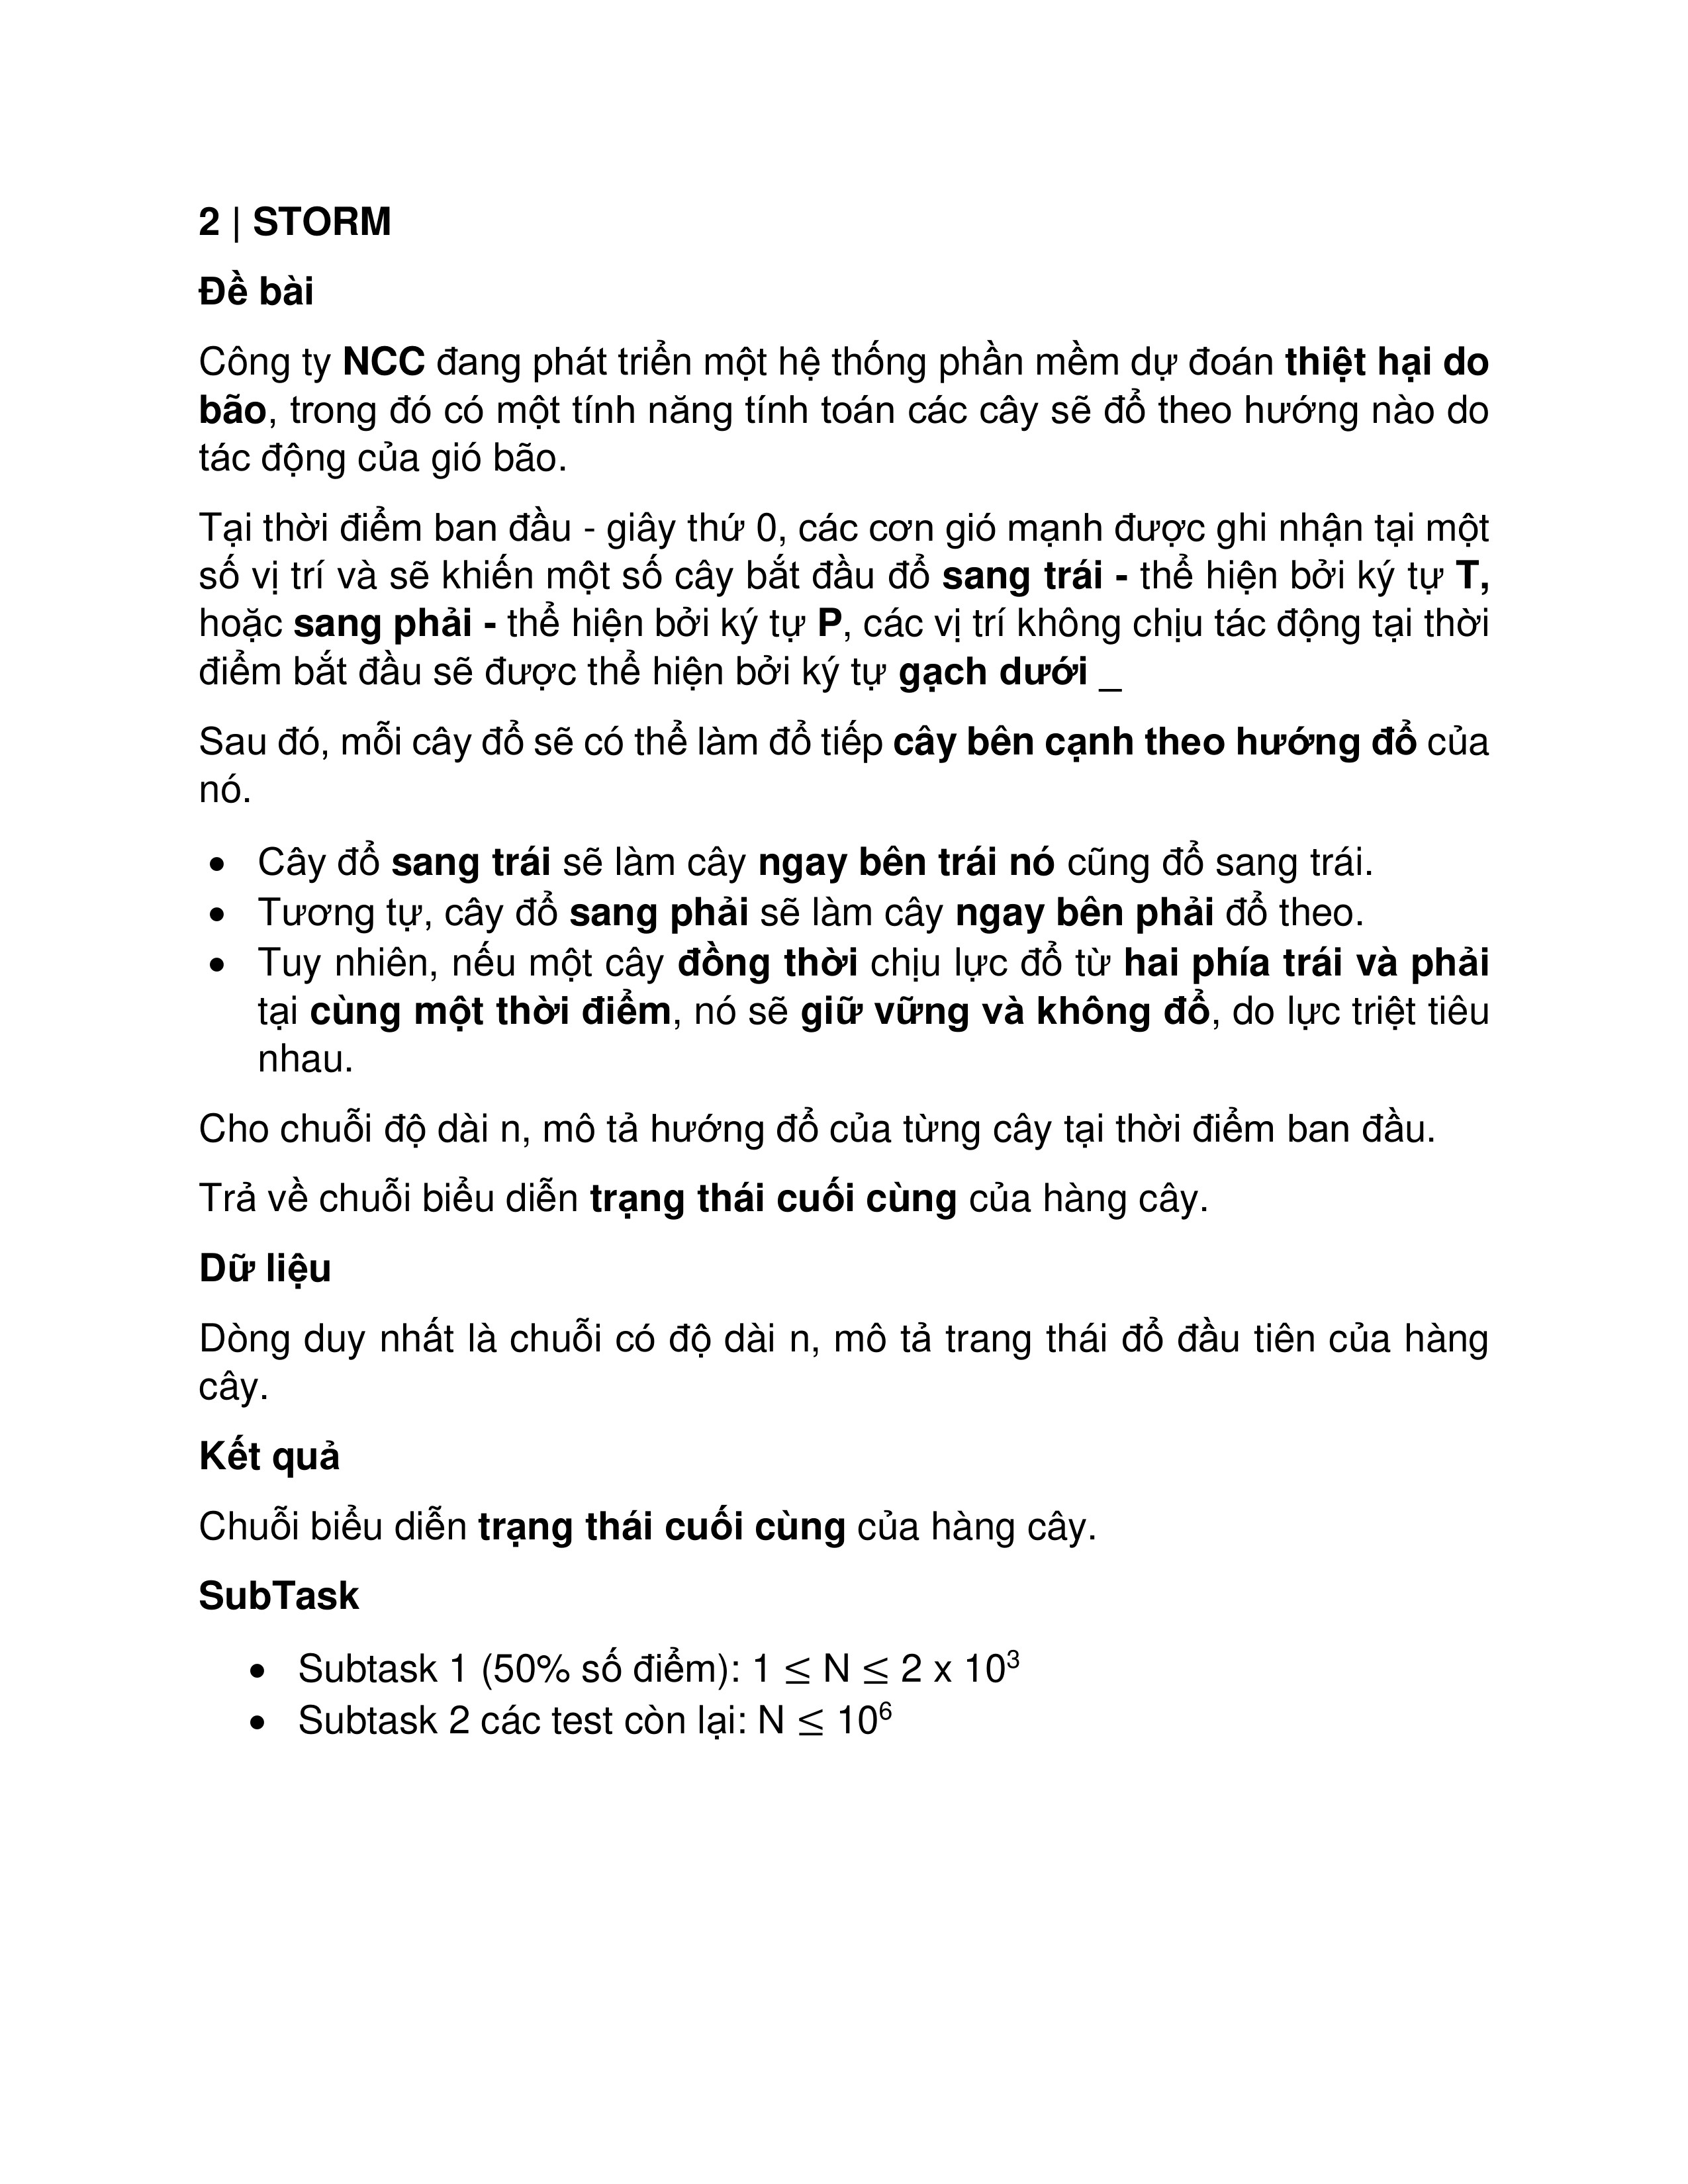 2 | STORM
Đề bài
Công ty NCC đang phát triển một hệ thống phần mềm dự đoán thiệt hại do
bão, trong đó có một tính năng tính toán các cây sẽ đổ theo hướng nào do
tác động của gió bão.
Tại thời điểm ban đầu - giây thứ 0, các cơn gió mạnh được ghi nhận tại một
số vị trí và sẽ khiến một số cây bắt đầu đổ sang trái - thể hiện bởi ký tự T,
hoặc sang phải - thể hiện bởi ký tự P, các vị trí không chịu tác động tại thời
điểm bắt đầu sẽ được thể hiện bởi ký tự gạch dưới _
Sau đó, mỗi cây đổ sẽ có thể làm đổ tiếp cây bên cạnh theo hướng đổ của
nó.
• Cây đổ sang trái sẽ làm cây ngay bên trái nó cũng đổ sang trái.
• Tương tự, cây đổ sang phải sẽ làm cây ngay bên phải đổ theo.
• Tuy nhiên, nếu một cây đồng thời chịu lực đổ từ hai phía trái và phải
tại cùng một thời điểm, nó sẽ giữ vững và không đổ, do lực triệt tiêu
nhau.
Cho chuỗi độ dài n, mô tả hướng đổ của từng cây tại thời điểm ban đầu.
Trả về chuỗi biểu diễn trạng thái cuối cùng của hàng cây.
Dữ liệu
Dòng duy nhất là chuỗi có độ dài n, mô tả trang thái đổ đầu tiên của hàng
cây.
Kết quả
Chuỗi biểu diễn trạng thái cuối cùng của hàng cây.
SubTask
• Subtask 1 (50% số điểm): 1 ≤ N ≤ 2 x 10³
• Subtask 2 các test còn lại: N ≤ 10⁶